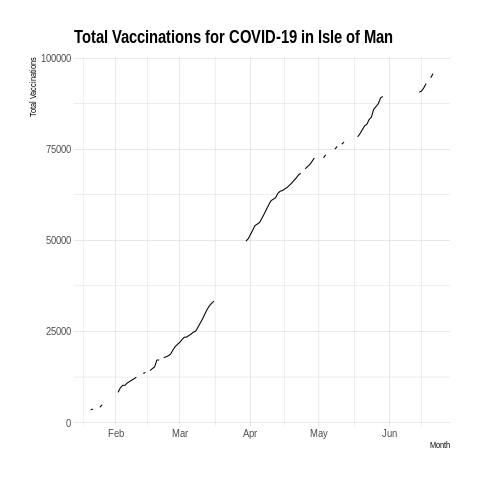 Total Vaccinations for COVID-19 in Isle of Man
Total Vaccinations
100000
75000
50000
25000
0
Feb Mar Apr May Jun
Month